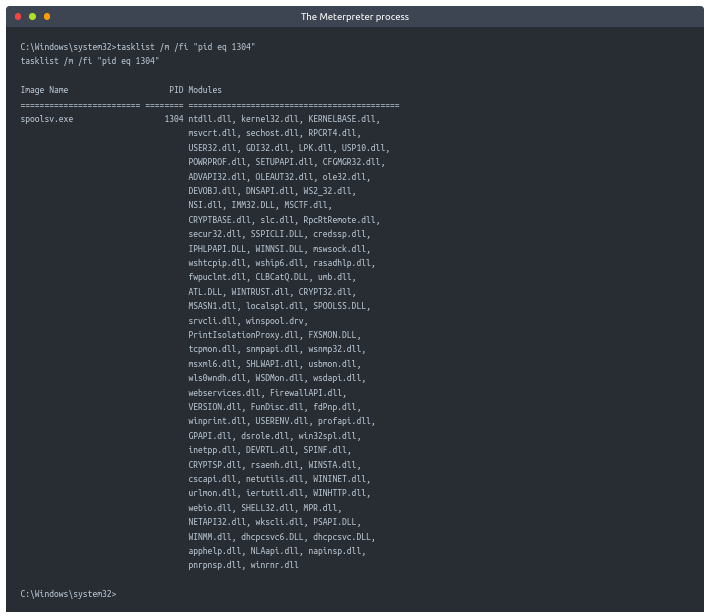 The Meterpreter process
C:\Windows\system32>tasklist /m /fi "pid eq 1304"
tasklist /m /fi "pid eq 1304"
Image Name                     PID Modules
========================= ======== ============================================
spoolsv.exe                   1304 ntdll.dll, kernel32.dll, KERNELBASE.dll,
msvcrt.dll, sechost.dll, RPCRT4.dll,
USER32.dll, GDI32.dll, LPK.dll, USP10.dll,
POWRPROF.dll, SETUPAPI.dll, CFGMGR32.dll,
ADVAPI32.dll, OLEAUT32.dll, ole32.dll,
DEVOBJ.dll, DNSAPI.dll, WS2_32.dll,
NSI.dll, IMM32.DLL, MSCTF.dll,
CRYPTBASE.dll, slc.dll, RpcRtRemote.dll,
secur32.dll, SSPICLI.DLL, credssp.dll,
IPHLPAPI.DLL, WINNSI.DLL, mswsock.dll,
wshtcpip.dll, wship6.dll, rasadhlp.dll,
fwpuclnt.dll, CLBCatQ.DLL, umb.dll,
ATL.DLL, WINTRUST.dll, CRYPT32.dll,
MSASN1.dll, localspl.dll, SPOOLSS.DLL,
srvcli.dll, winspool.drv,
PrintIsolationProxy.dll, FXSMON.DLL,
tcpmon.dll, snmpapi.dll, wsnmp32.dll,
msxml6.dll, SHLWAPI.dll, usbmon.dll,
wls0wndh.dll, WSDMon.dll, wsdapi.dll,
webservices.dll, FirewallAPI.dll,
VERSION.dll, FunDisc.dll, fdPnp.dll,
winprint.dll, USERENV.dll, profapi.dll,
GPAPI.dll, dsrole.dll, win32spl.dll,
inetpp.dll, DEVRTL.dll, SPINF.dll,
CRYPTSP.dll, rsaenh.dll, WINSTA.dll,
cscapi.dll, netutils.dll, WININET.dll,
urlmon.dll, iertutil.dll, WINHTTP.dll,
webio.dll, SHELL32.dll, MPR.dll,
NETAPI32.dll, wkscli.dll, PSAPI.DLL,
WINMM.dll, dhcpcsvc6.DLL, dhcpcsvc.DLL,
apphelp.dll, NLAapi.dll, napinsp.dll,
pnrpnsp.dll, winrnr.dll
C:\Windows\system32>